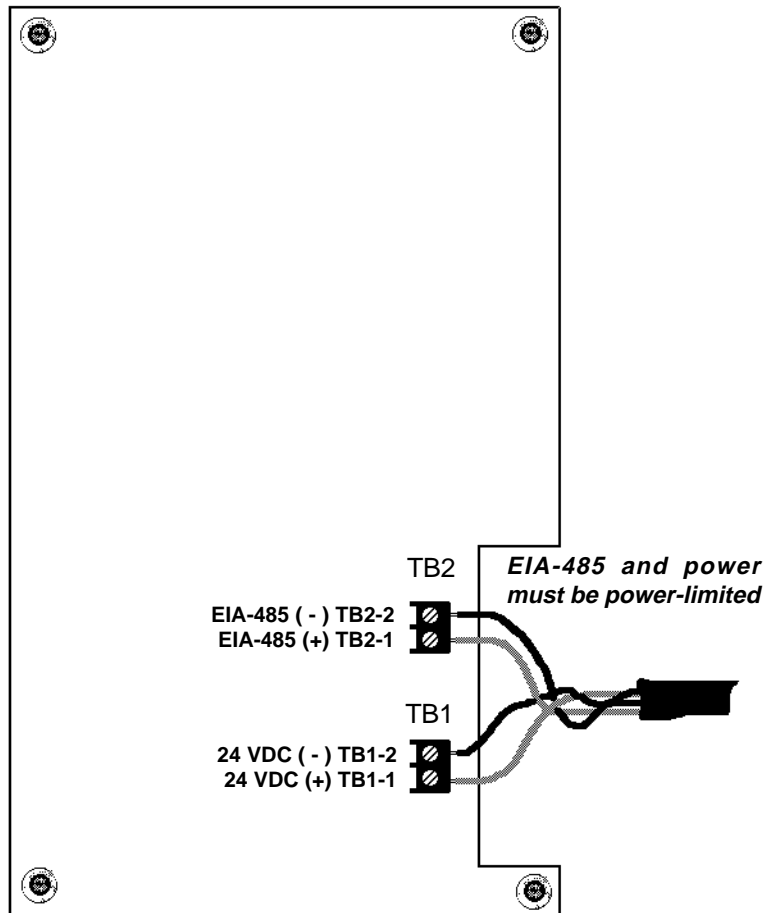 TB2
EIA-485 and power
must be power-limited
EIA-485 ( - ) TB2-2
EIA-485 (+) TB2-1
TB1
24 VDC ( - ) TB1-2
24 VDC (+) TB1-1